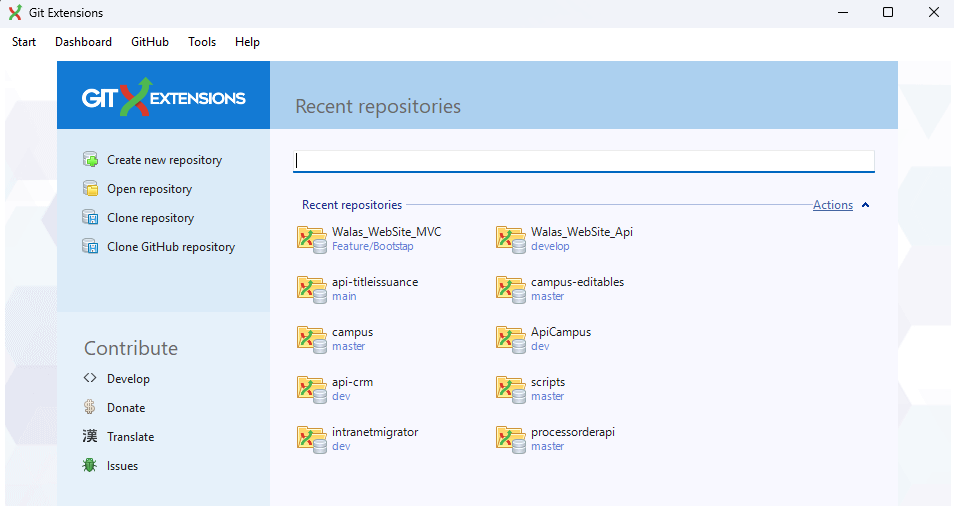 Git Extensions
Start Dashboard GitHub Tools Help
GIT EXTENSIONS
Recent repositories
Create new repository
Open repository
Clone repository
Clone GitHub repository
Contribute
Develop
Donate
漢 Translate
Issues
Recent repositories Actions
Walas_WebSite_MVC
Feature/Bootstap
Walas_WebSite_Api
develop
api-titleissuance
main
campus-editables
master
campus
master
ApiCampus
dev
api-crm
dev
scripts
master
intranetmigrator
dev
processorderapi
master